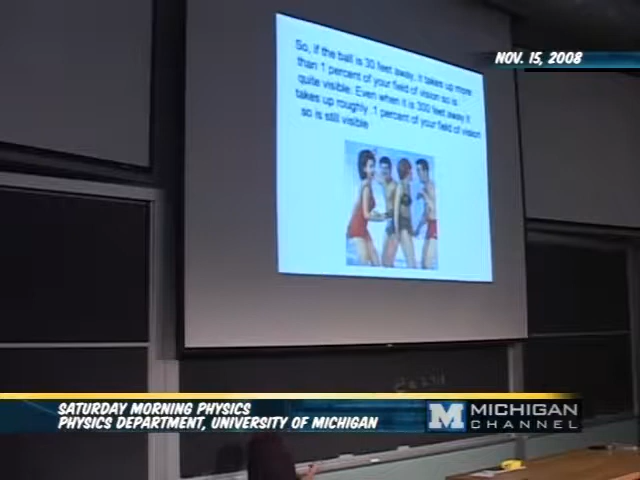 NOV. 15, 2008
So, if the ball is 30 feet away, it takes up more
than 1 percent of your field of vision so is
quite visible. Even when it is 300 feet away it
takes up roughly .1 percent of your field of vision
so is still visible
SATURDAY MORNING PHYSICS
PHYSICS DEPARTMENT, UNIVERSITY OF MICHIGAN
M MICHIGAN
CHANNEL